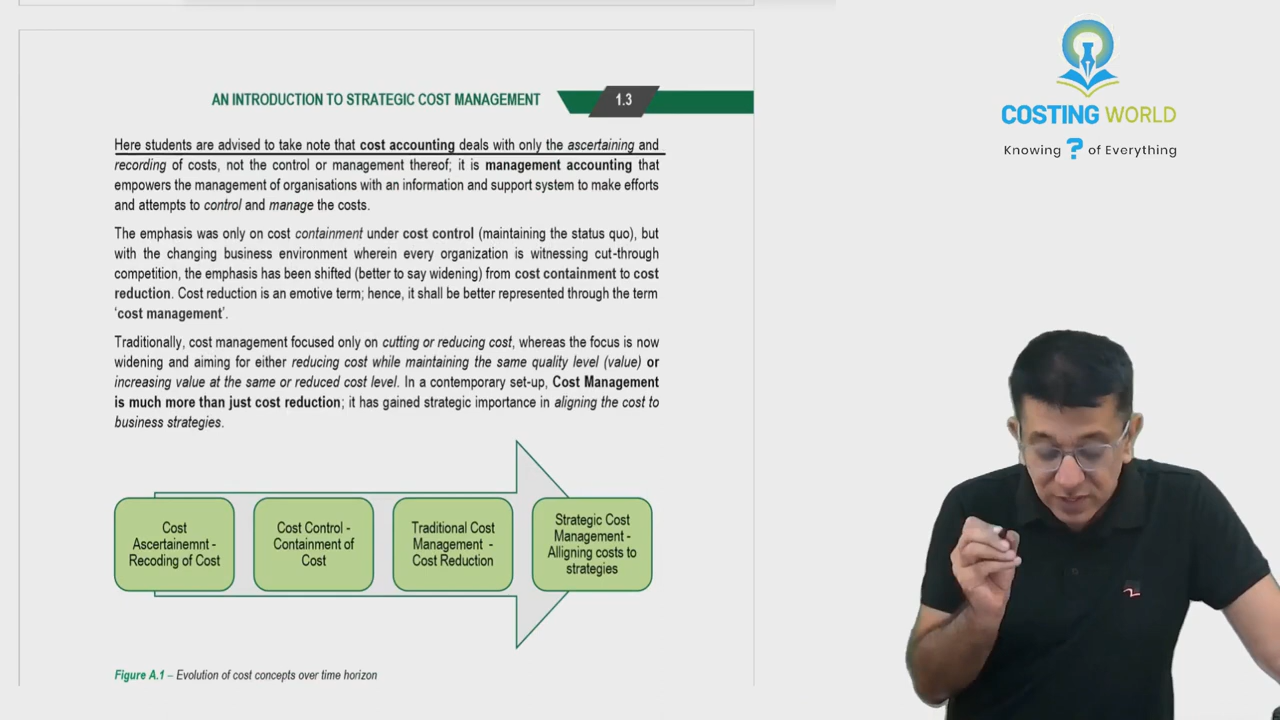 AN INTRODUCTION TO STRATEGIC COST MANAGEMENT
1.3
Here students are advised to take note that cost accounting deals with only the ascertaining and
recording of costs, not the control or management thereof; it is management accounting that
empowers the management of organisations with an information and support system to make efforts
and attempts to control and manage the costs.
The emphasis was only on cost containment under cost control (maintaining the status quo), but
with the changing business environment wherein every organization is witnessing cut-through
competition, the emphasis has been shifted (better to say widening) from cost containment to cost
reduction. Cost reduction is an emotive term; hence, it shall be better represented through the term
‘cost management’.
Traditionally, cost management focused only on cutting or reducing cost, whereas the focus is now
widening and aiming for either reducing cost while maintaining the same quality level (value) or
increasing value at the same or reduced cost level. In a contemporary set-up, Cost Management
is much more than just cost reduction; it has gained strategic importance in aligning the cost to
business strategies.
Cost
Ascertainemnt -
Recoding of Cost
Cost Control -
Containment of
Cost
Traditional Cost
Management -
Cost Reduction
Strategic Cost
Management -
Alligning costs to
strategies
Figure A.1 – Evolution of cost concepts over time horizon
COSTING WORLD
Knowing ? of Everything